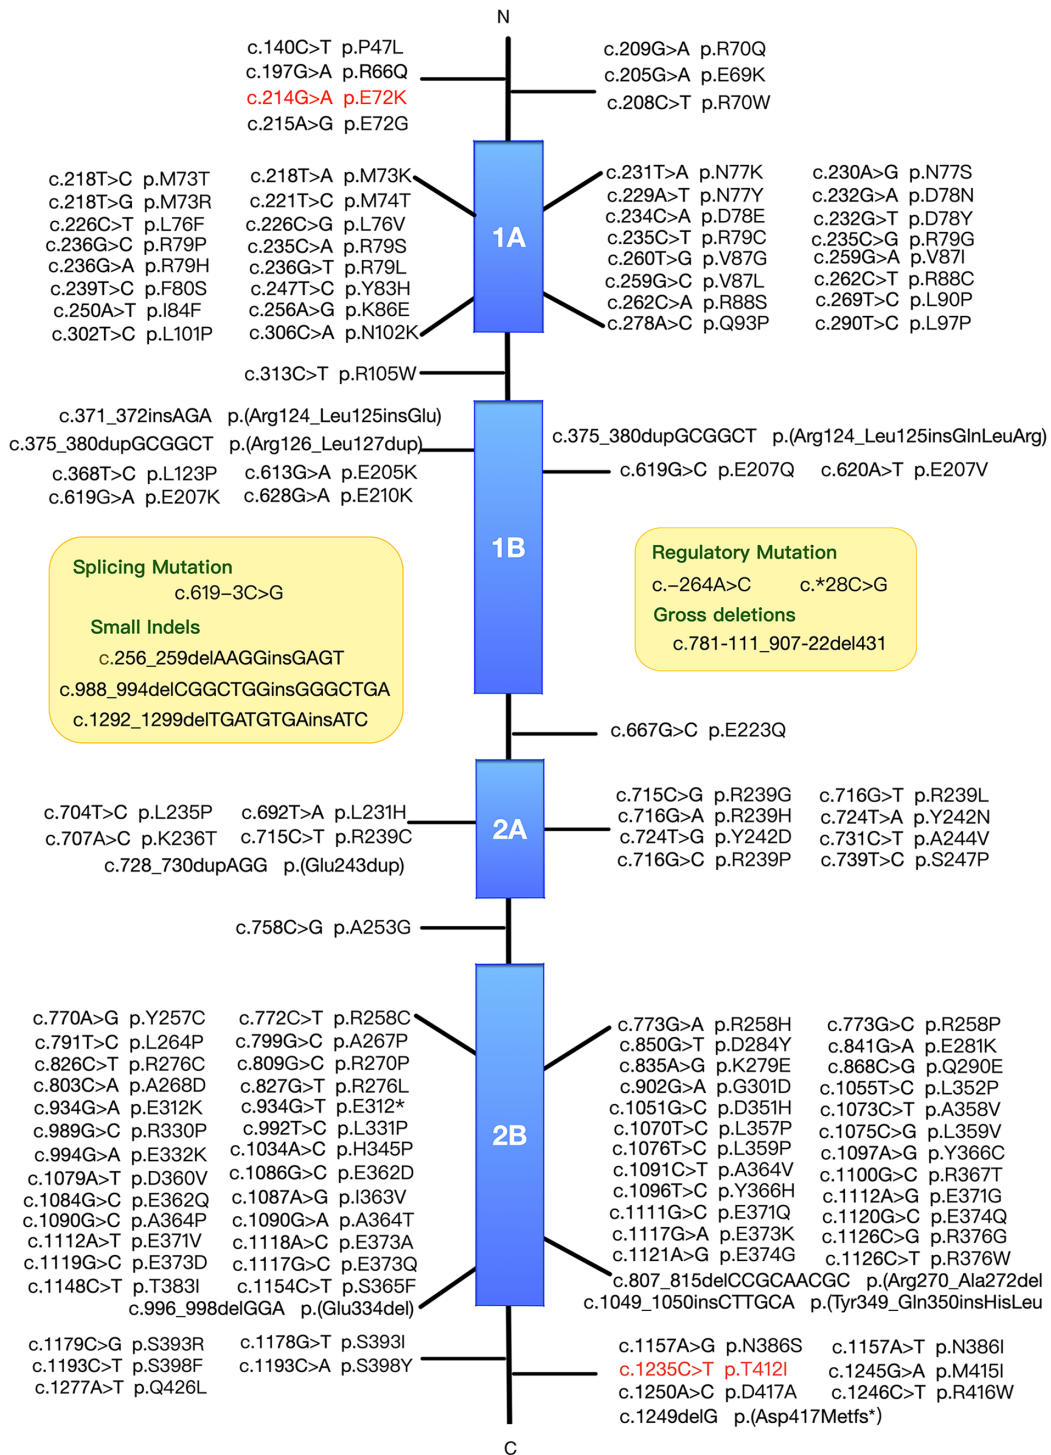 N
c.140C>T p.P47L
c.197G>A p.R66Q
c.214G>A p.E72K
c.215A>G p.E72G
c.209G>A p.R70Q
c.205G>A p.E69K
c.208C>T p.R70W
c.218T>C p.M73T c.218T>A p.M73K
c.218T>G p.M73R c.221T>C p.M74T
c.226C>T p.L76F c.226C>G p.L76V
c.236G>C p.R79P c.235C>A p.R79S
c.236G>A p.R79H c.236G>T p.R79L
c.239T>C p.F80S c.247T>C p.Y83H
c.250A>T p.I84F c.256A>G p.K86E
c.302T>C p.L101P c.306C>A p.N102K
1A
c.231T>A p.N77K c.230A>G p.N77S
c.229A>T p.N77Y c.232G>A p.D78N
c.234C>A p.D78E c.232G>T p.D78Y
c.235C>T p.R79C c.235C>G p.R79G
c.260T>G p.V87G c.259G>A p.V87I
c.259G>C p.V87L c.262C>T p.R88C
c.262C>A p.R88S c.269T>C p.L90P
c.278A>C p.Q93P c.290T>C p.L97P
c.313C>T p.R105W
c.371_372insAGA p.(Arg124_Leu125insGlu)
c.375_380dupGCGGCT p.(Arg126_Leu127dup)
c.368T>C p.L123P c.613G>A p.E205K
c.619G>A p.E207K c.628G>A p.E210K
c.375_380dupGCGGCT p.(Arg124_Leu125insGlnLeuArg)
c.619G>C p.E207Q c.620A>T p.E207V
1B
Splicing Mutation
c.619-3C>G
Small Indels
c.256_259delAAGGinsGAGT
c.988_994delCGGCTGGinsGGGCTGA
c.1292_1299delTGATGTGAinsATC
Regulatory Mutation
c.-264A>C c.*28C>G
Gross deletions
c.781-111_907-22del431
c.667G>C p.E223Q
c.704T>C p.L235P c.692T>A p.L231H
c.707A>C p.K236T c.715C>T p.R239C
c.728_730dupAGG p.(Glu243dup)
2A
c.715C>G p.R239G c.716G>T p.R239L
c.716G>A p.R239H c.724T>A p.Y242N
c.724T>G p.Y242D c.731C>T p.A244V
c.716G>C p.R239P c.739T>C p.S247P
c.758C>G p.A253G
c.770A>G p.Y257C c.772C>T p.R258C
c.791T>C p.L264P c.799G>C p.A267P
c.826C>T p.R276C c.809G>C p.R270P
c.803C>A p.A268D c.827G>T p.R276L
c.934G>A p.E312K c.934G>T p.E312*
c.989G>C p.R330P c.992T>C p.L331P
c.994G>A p.E332K c.1034A>C p.H345P
c.1079A>T p.D360V c.1086G>C p.E362D
c.1084G>C p.E362Q c.1087A>G p.I363V
c.1090G>C p.A364P c.1090G>A p.A364T
c.1112A>T p.E371V c.1118A>C p.E373A
c.1119G>C p.E373D c.1117G>C p.E373Q
c.1148C>T p.T383I c.1154C>T p.S365F
c.996_998delGGA p.(Glu334del)
2B
c.773G>A p.R258H c.773G>C p.R258P
c.850G>T p.D284Y c.841G>A p.E281K
c.835A>G p.K279E c.868C>G p.Q290E
c.902G>A p.G301D c.1055T>C p.L352P
c.1051G>C p.D351H c.1073C>T p.A358V
c.1070T>C p.L357P c.1075C>G p.L359V
c.1076T>C p.L359P c.1097A>G p.Y366C
c.1091C>T p.A364V c.1100G>C p.R367T
c.1096T>C p.Y366H c.1112A>G p.E371G
c.1111G>C p.E371Q c.1120G>C p.E374Q
c.1117G>A p.E373K c.1126C>G p.R376G
c.1121A>G p.E374G c.1126C>T p.R376W
c.807_815delCCGCAACGC p.(Arg270_Ala272del
c.1049_1050insCTTGCA p.(Tyr349_Gln350insHisLeu
c.1179C>G p.S393R c.1178G>T p.S393I
c.1193C>T p.S398F c.1193C>A p.S398Y
c.1277A>T p.Q426L
c.1157A>G p.N386S c.1157A>T p.N386I
c.1235C>T p.T412I c.1245G>A p.M415I
c.1250A>C p.D417A c.1246C>T p.R416W
c.1249delG p.(Asp417Metfs*)
C